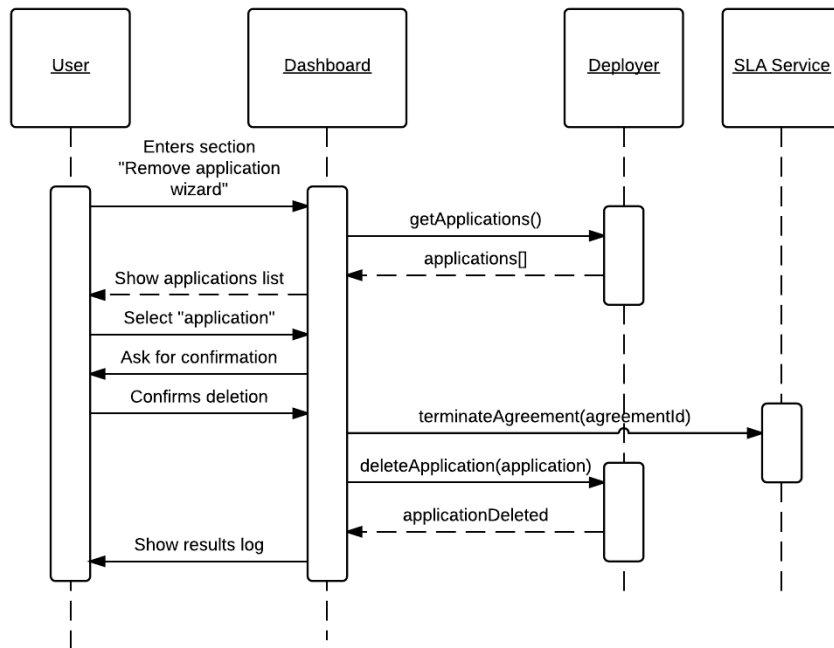 User
Dashboard
Deployer
SLA Service
Enters section
"Remove application
wizard"
getApplications()
applications[]
Show applications list
Select "application"
Ask for confirmation
Confirms deletion
terminateAgreement(agreementId)
deleteApplication(application)
applicationDeleted
Show results log